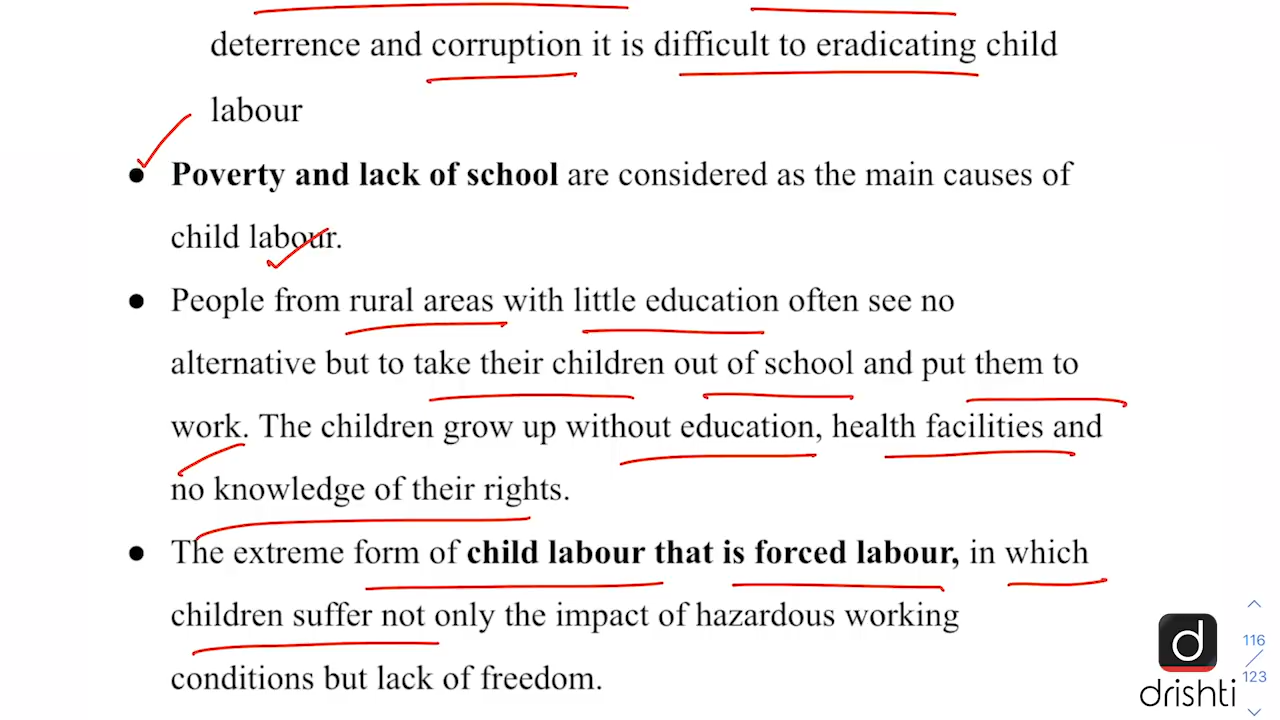 deterrence and corruption it is difficult to eradicating child
labour
● Poverty and lack of school are considered as the main causes of
child labour.
● People from rural areas with little education often see no
alternative but to take their children out of school and put them to
work. The children grow up without education, health facilities and
no knowledge of their rights.
● The extreme form of child labour that is forced labour, in which
children suffer not only the impact of hazardous working
conditions but lack of freedom.
d
drishti
116
/
123